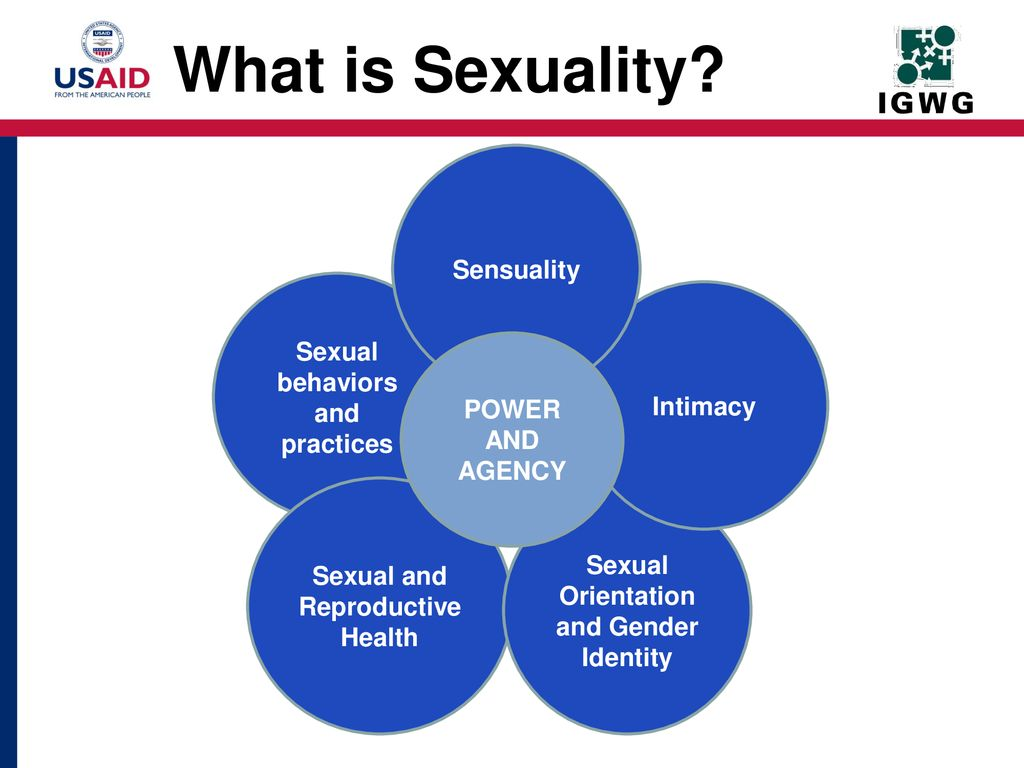 What is Sexuality?
USAID
USAID
FROM THE AMERICAN PEOPLE
IGWG
Sensuality
Sexual
behaviors
and
practices
POWER
AND
AGENCY
Intimacy
Sexual and
Reproductive
Health
Sexual
Orientation
and Gender
Identity